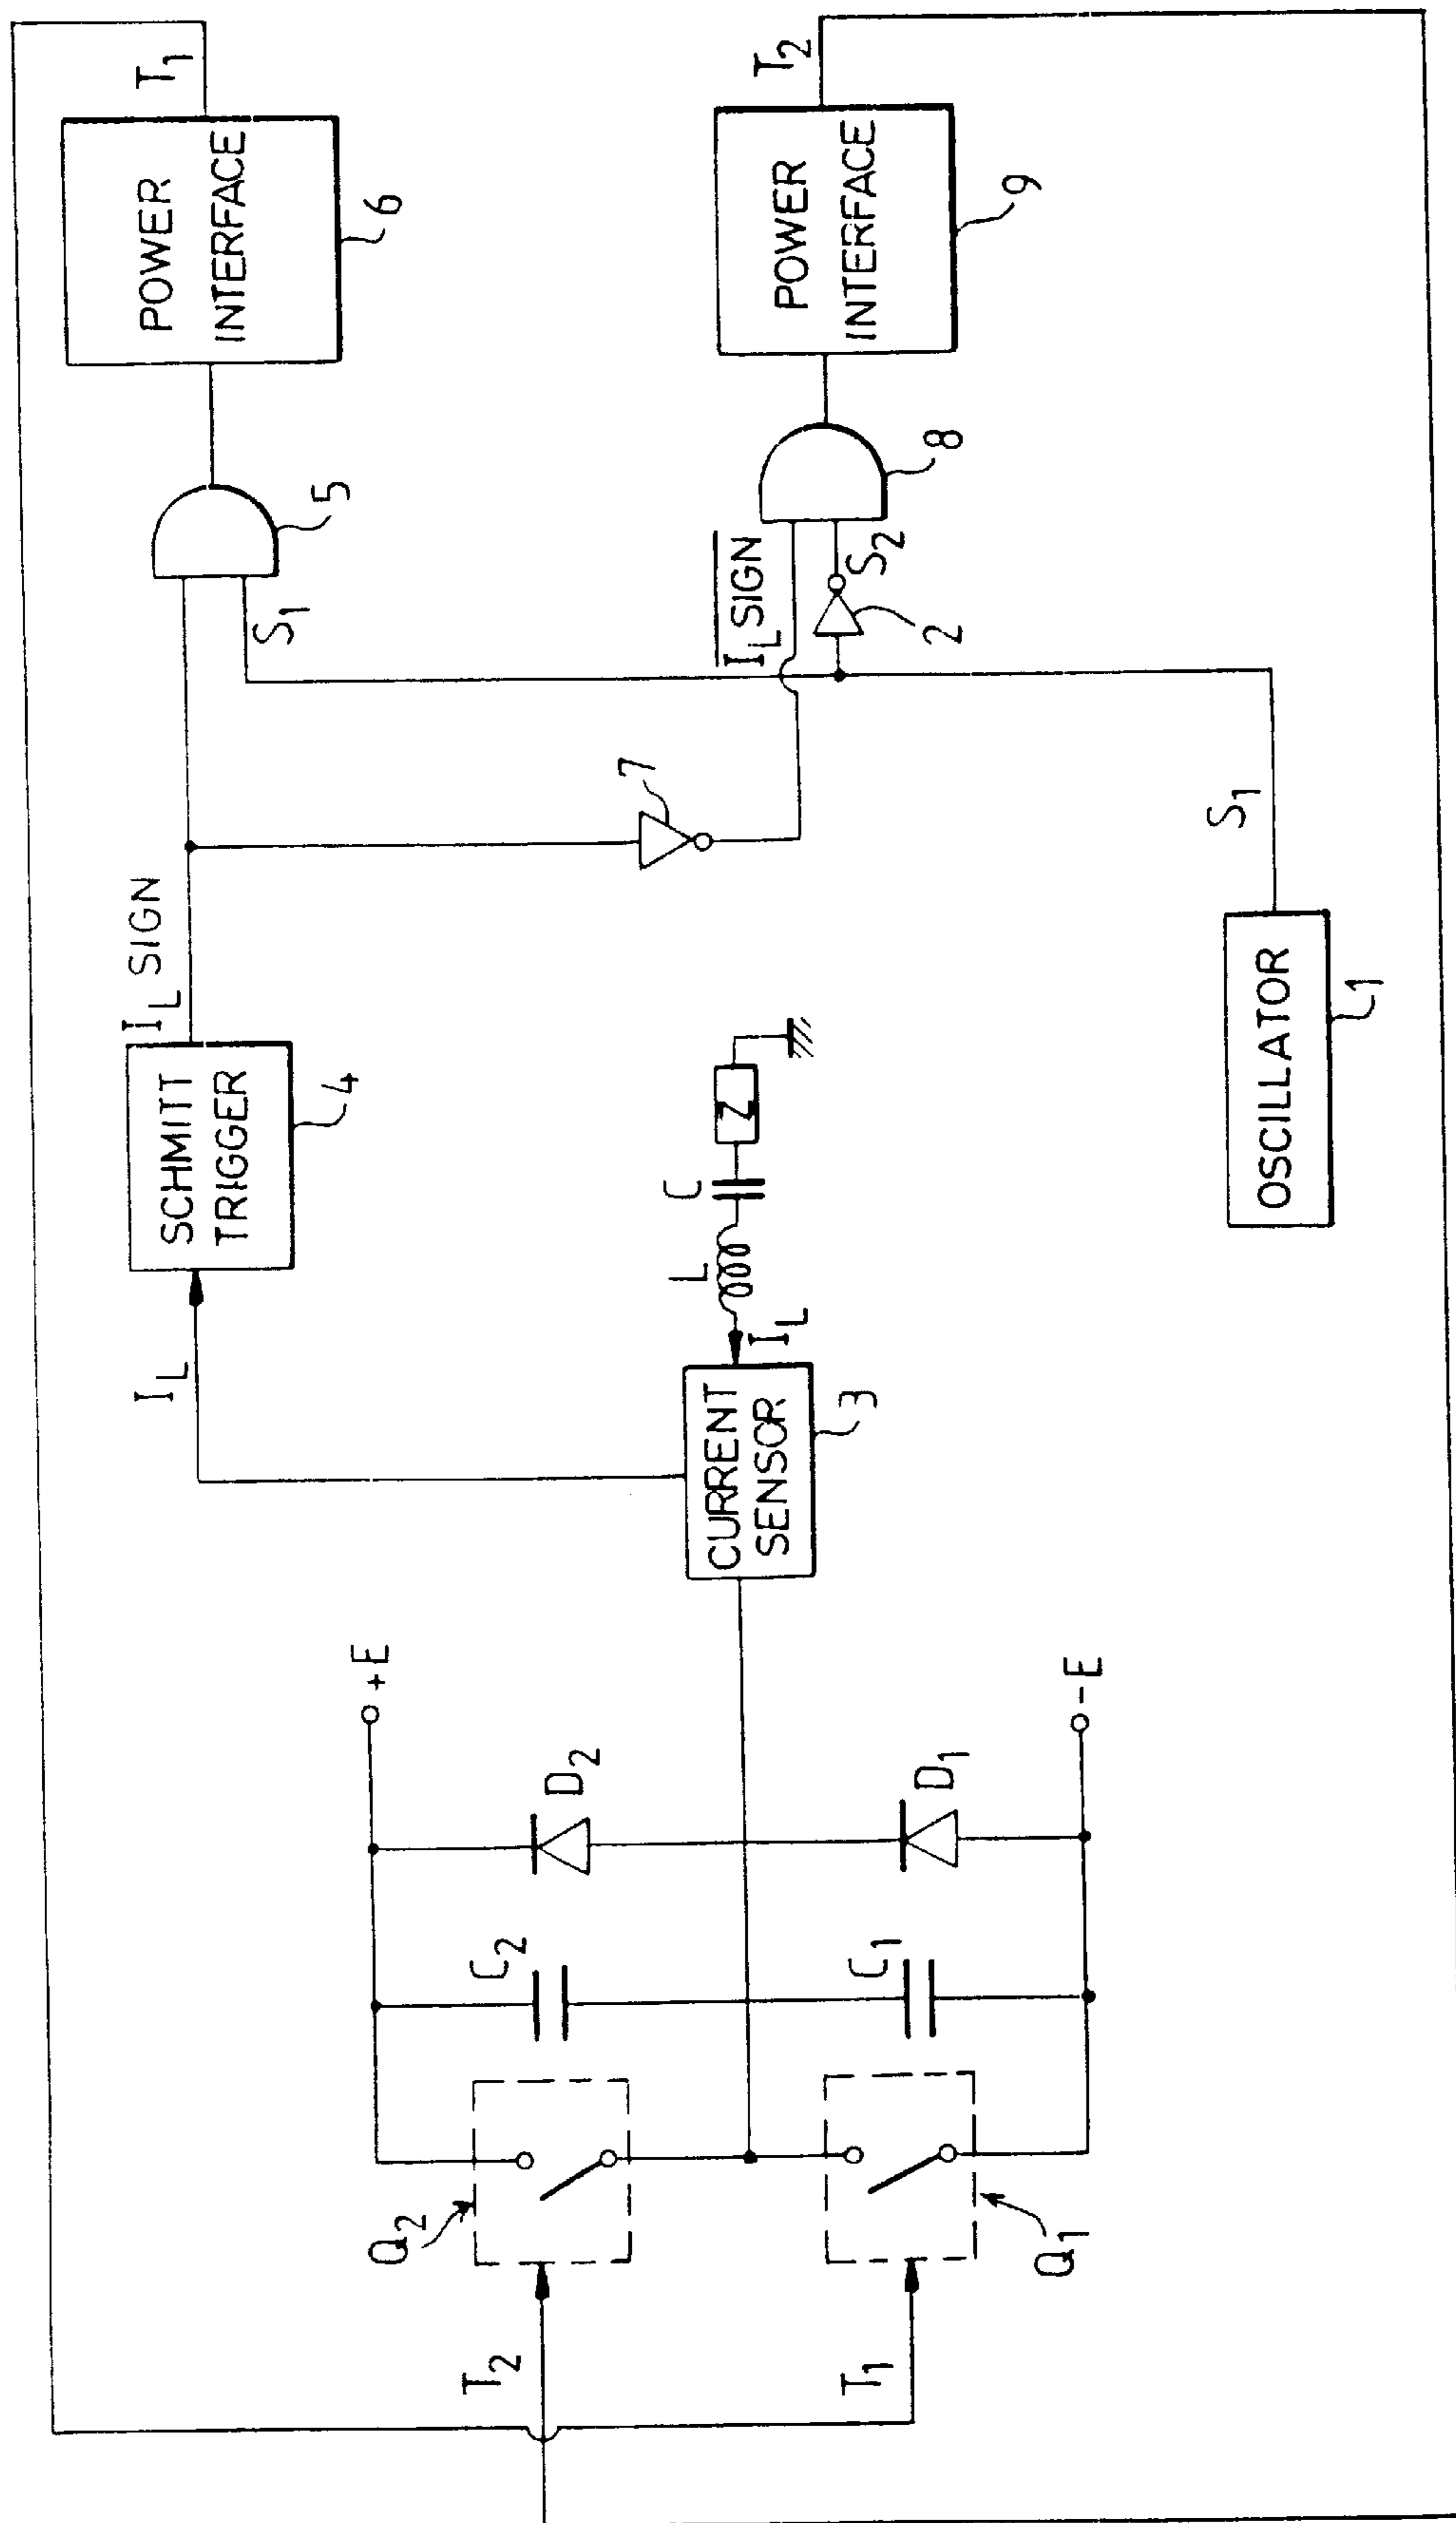 T2
T1
Q2
Q1
C2
C1
D2
D1
+E
-E
CURRENT
SENSOR
3
IL
IL
L
C
Z
SCHMITT
TRIGGER
4
IL SIGN
OSCILLATOR
1
S1
7
S1
5
IL SIGN
2
S2
8
POWER
INTERFACE
6
T1
POWER
INTERFACE
9
T2